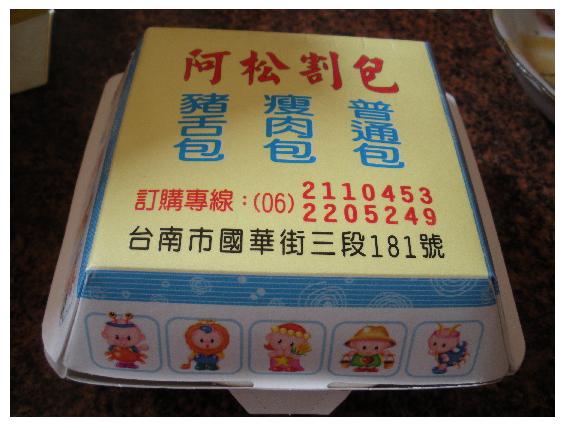 阿松割包
普通包
瘦肉包
豬舌包
訂購專線:(06) 2110453
2205249
台南市國華街三段181號